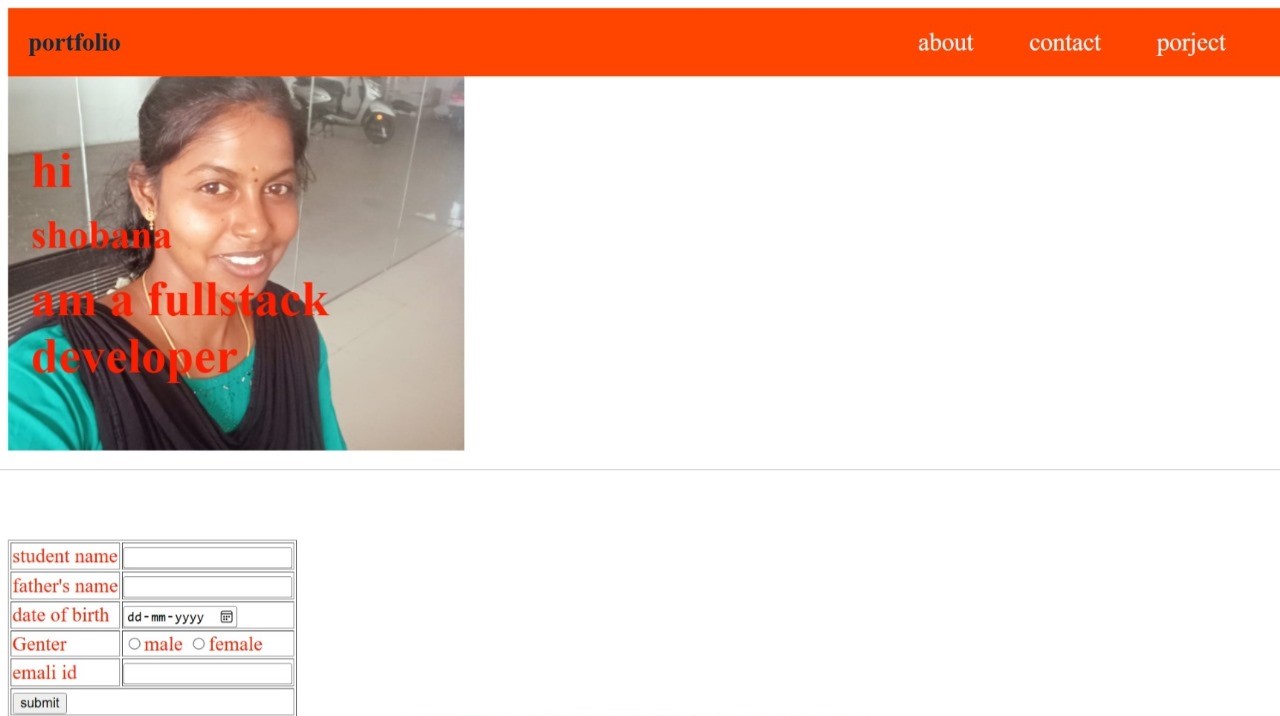 portfolio about contact porject
hi
shobana
am a fullstack
developer
student name
father's name
date of birth dd-mm-yyyy
Genter male female
emali id
submit